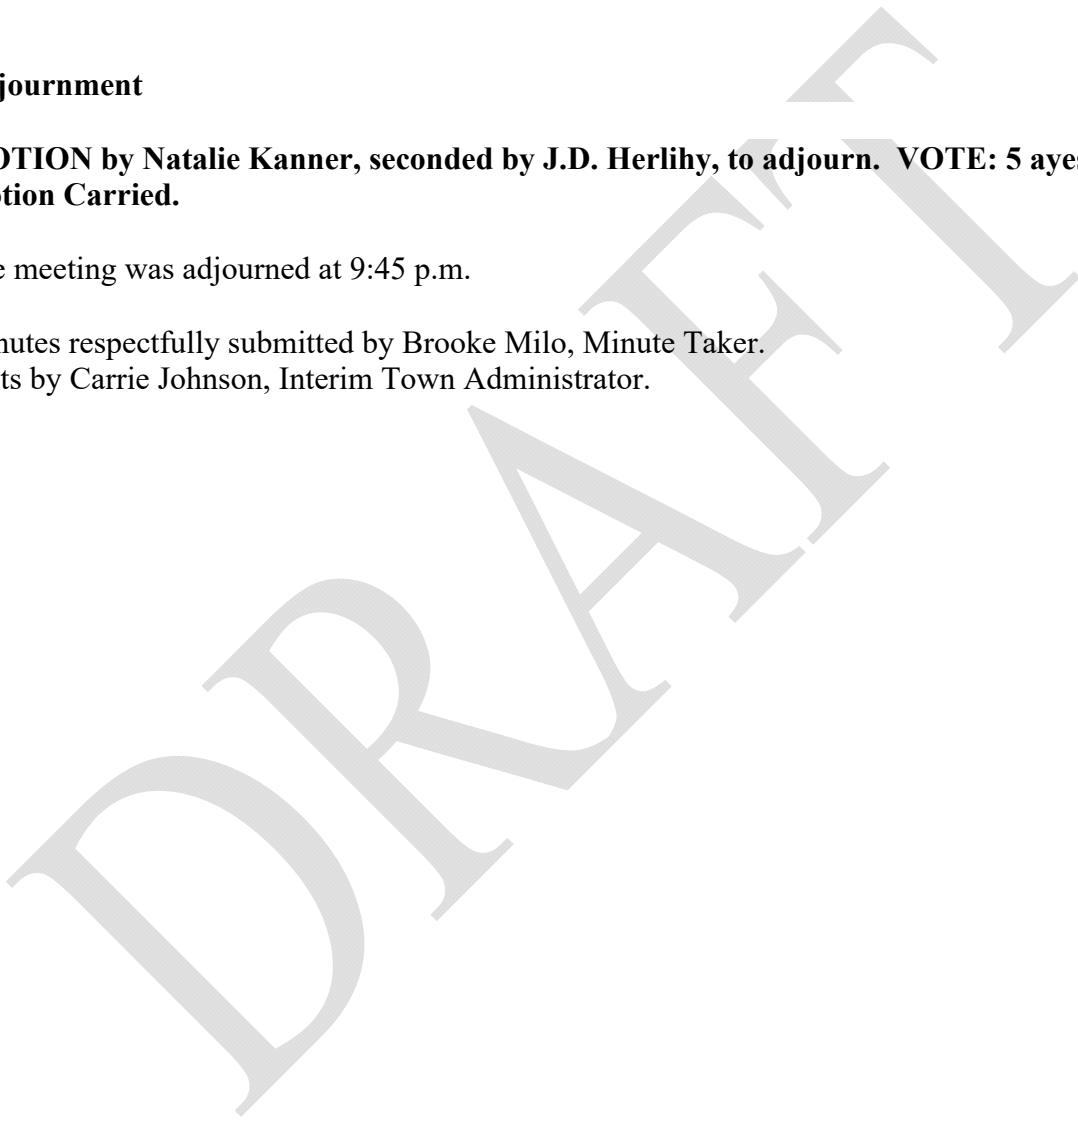 journment
OTION by Natalie Kanner, seconded by J.D. Herlihy, to adjourn.  VOTE: 5 ayes
tion Carried.
e meeting was adjourned at 9:45 p.m.
nutes respectfully submitted by Brooke Milo, Minute Taker.
ts by Carrie Johnson, Interim Town Administrator.
DRAFT